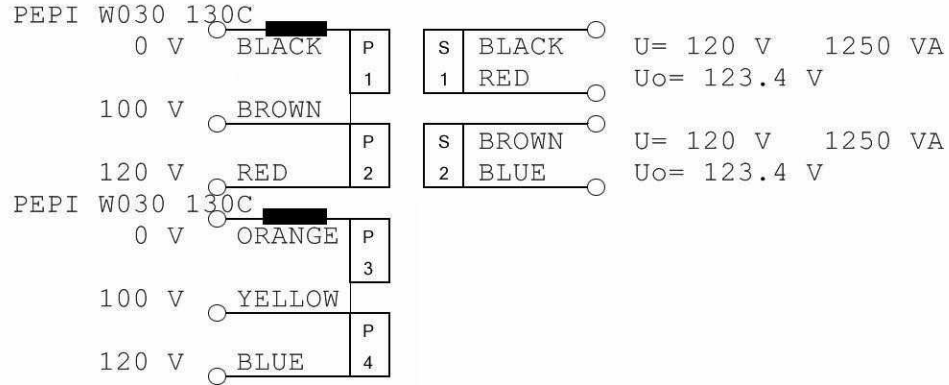 PEPI W030 130C
0 V BLACK P S BLACK U= 120 V 1250 VA
1 1 RED Uo= 123.4 V
100 V BROWN
P S BROWN U= 120 V 1250 VA
120 V RED 2 2 BLUE Uo= 123.4 V
PEPI W030 130C
0 V ORANGE P
3
100 V YELLOW
P
120 V BLUE 4